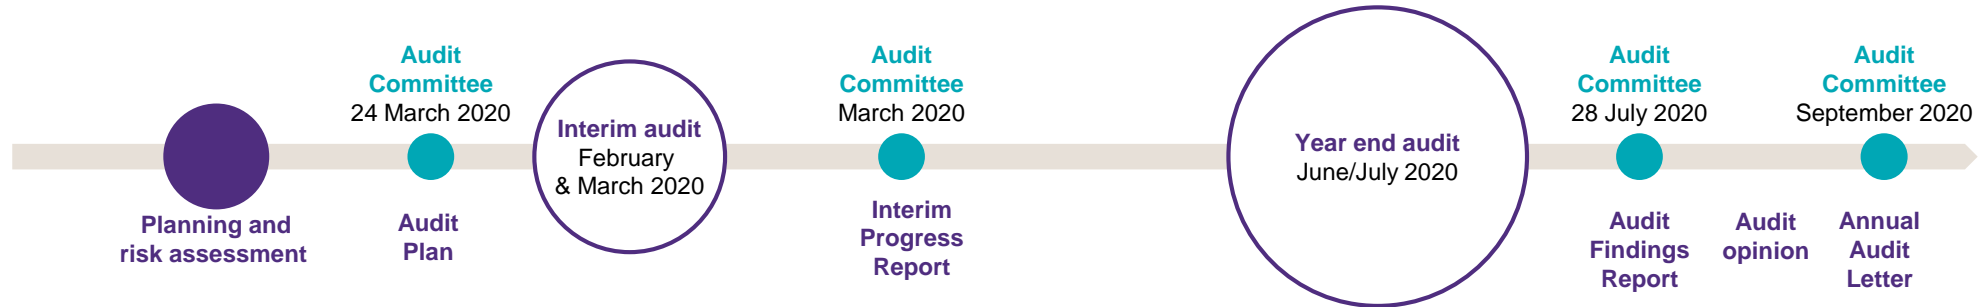 Planning and
risk assessment
Audit
Committee
24 March 2020
Audit
Plan
Interim audit
February
& March 2020
Audit
Committee
March 2020
Interim
Progress
Report
Year end audit
June/July 2020
Audit
Committee
28 July 2020
Audit
Findings
Report
Audit
opinion
Audit
Committee
September 2020
Annual
Audit
Letter